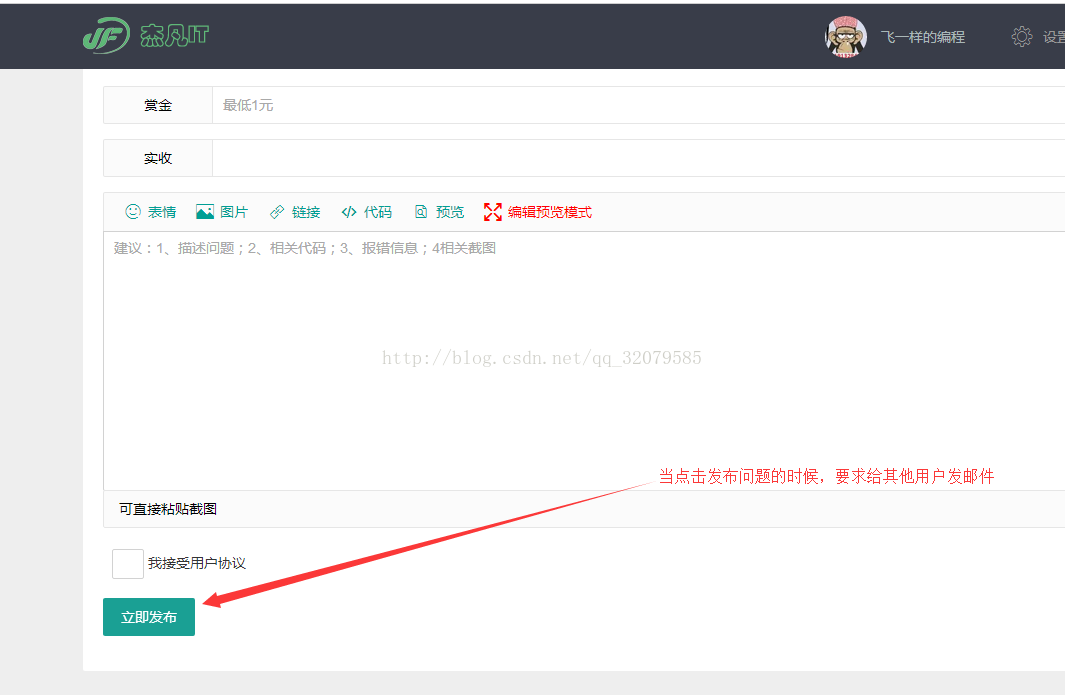 JF 杰凡IT
飞一样的编程 设置
赏金 最低1元
实收
表情 图片 链接 代码 预览 编辑预览模式
建议：1、描述问题；2、相关代码；3、报错信息；4相关截图
http://blog.csdn.net/qq_32079585
当点击发布问题的时候，要求给其他用户发邮件
可直接粘贴截图
我接受用户协议
立即发布